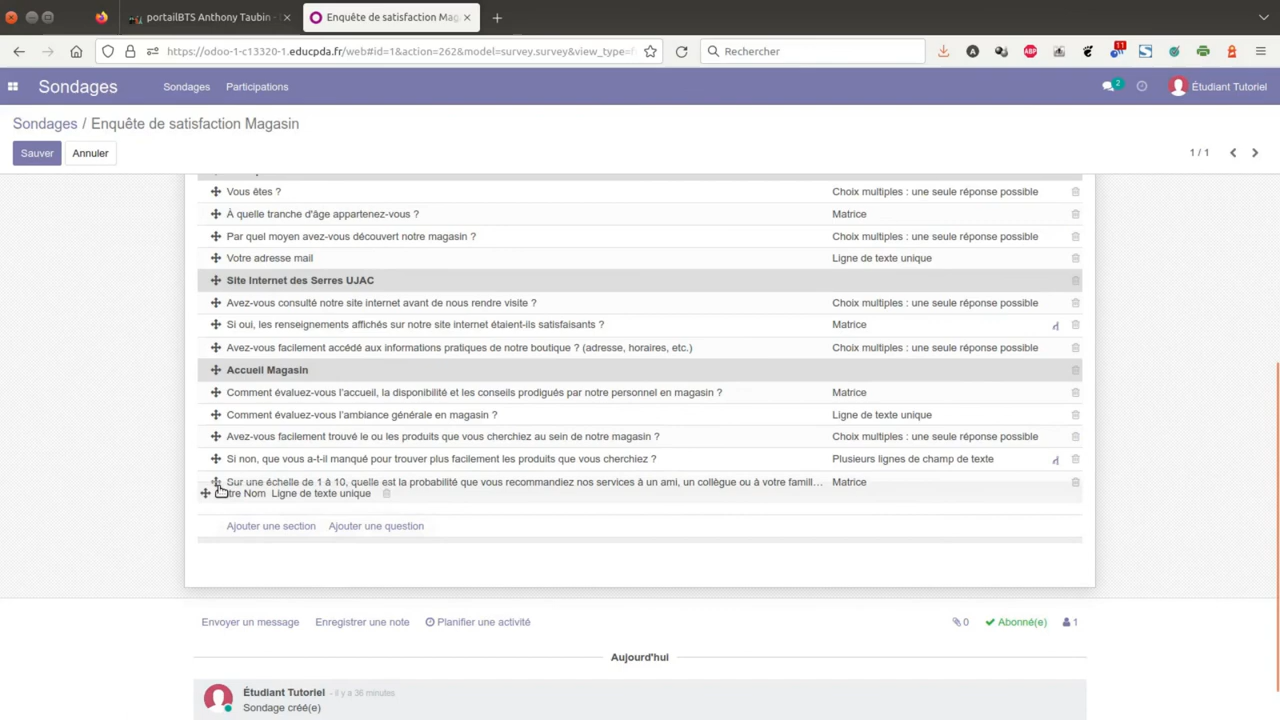 portailBTS Anthony Taubin ·
Enquête de satisfaction Mag
https://odoo-1-c13320-1.educpda.fr/web#id=1&action=262&model=survey.survey&view_type=f
Rechercher
ABP
11
Sondages
Sondages
Participations
2
Étudiant Tutoriel
Sondages / Enquête de satisfaction Magasin
Sauver
Annuler
1 / 1
Vous êtes ? Choix multiples : une seule réponse possible
À quelle tranche d'âge appartenez-vous ? Matrice
Par quel moyen avez-vous découvert notre magasin ? Choix multiples : une seule réponse possible
Votre adresse mail Ligne de texte unique
Site Internet des Serres UJAC
Avez-vous consulté notre site internet avant de nous rendre visite ? Choix multiples : une seule réponse possible
Si oui, les renseignements affichés sur notre site internet étaient-ils satisfaisants ? Matrice
Avez-vous facilement accédé aux informations pratiques de notre boutique ? (adresse, horaires, etc.) Choix multiples : une seule réponse possible
Accueil Magasin
Comment évaluez-vous l'accueil, la disponibilité et les conseils prodigués par notre personnel en magasin ? Matrice
Comment évaluez-vous l'ambiance générale en magasin ? Ligne de texte unique
Avez-vous facilement trouvé le ou les produits que vous cherchiez au sein de notre magasin ? Choix multiples : une seule réponse possible
Si non, que vous a-t-il manqué pour trouver plus facilement les produits que vous cherchiez ? Plusieurs lignes de champ de texte
Sur une échelle de 1 à 10, quelle est la probabilité que vous recommandiez nos services à un ami, un collègue ou à votre famill... Matrice
tre Nom Ligne de texte unique
Ajouter une section Ajouter une question
Envoyer un message Enregistrer une note Planifier une activité 0 Abonné(e) 1
Aujourd'hui
Étudiant Tutoriel - il y a 36 minutes
Sondage créé(e)